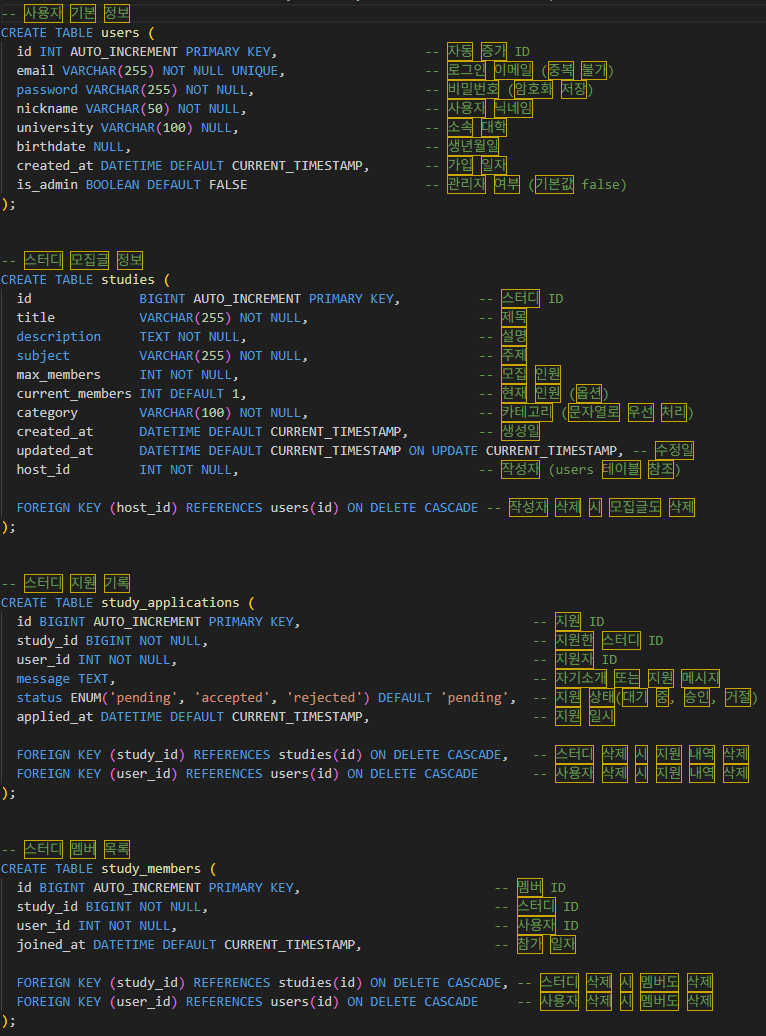 -- 사용자 기본 정보
CREATE TABLE users (
id INT AUTO_INCREMENT PRIMARY KEY, -- 자동 증가 ID
email VARCHAR(255) NOT NULL UNIQUE, -- 로그인 이메일 (중복 불가)
password VARCHAR(255) NOT NULL, -- 비밀번호 (암호화 저장)
nickname VARCHAR(50) NOT NULL, -- 사용자 닉네임
university VARCHAR(100) NULL, -- 소속 대학
birthdate NULL, -- 생년월일
created_at DATETIME DEFAULT CURRENT_TIMESTAMP, -- 가입 일자
is_admin BOOLEAN DEFAULT FALSE -- 관리자 여부 (기본값 false)
);
-- 스터디 모집글 정보
CREATE TABLE studies (
id BIGINT AUTO_INCREMENT PRIMARY KEY, -- 스터디 ID
title VARCHAR(255) NOT NULL, -- 제목
description TEXT NOT NULL, -- 설명
subject VARCHAR(255) NOT NULL, -- 주제
max_members INT NOT NULL, -- 모집 인원
current_members INT DEFAULT 1, -- 현재 인원 (옵션)
category VARCHAR(100) NOT NULL, -- 카테고리 (문자열로 우선 처리)
created_at DATETIME DEFAULT CURRENT_TIMESTAMP, -- 생성일
updated_at DATETIME DEFAULT CURRENT_TIMESTAMP ON UPDATE CURRENT_TIMESTAMP, -- 수정일
host_id INT NOT NULL, -- 작성자 (users 테이블 참조)
FOREIGN KEY (host_id) REFERENCES users(id) ON DELETE CASCADE -- 작성자 삭제 시 모집글도 삭제
);
-- 스터디 지원 기록
CREATE TABLE study_applications (
id BIGINT AUTO_INCREMENT PRIMARY KEY, -- 지원 ID
study_id BIGINT NOT NULL, -- 지원한 스터디 ID
user_id INT NOT NULL, -- 지원자 ID
message TEXT, -- 자기소개 또는 지원 메시지
status ENUM('pending', 'accepted', 'rejected') DEFAULT 'pending', -- 지원 상태(대기 중, 승인, 거절)
applied_at DATETIME DEFAULT CURRENT_TIMESTAMP, -- 지원 일시
FOREIGN KEY (study_id) REFERENCES studies(id) ON DELETE CASCADE, -- 스터디 삭제 시 지원 내역 삭제
FOREIGN KEY (user_id) REFERENCES users(id) ON DELETE CASCADE -- 사용자 삭제 시 지원 내역 삭제
);
-- 스터디 멤버 목록
CREATE TABLE study_members (
id BIGINT AUTO_INCREMENT PRIMARY KEY, -- 멤버 ID
study_id BIGINT NOT NULL, -- 스터디 ID
user_id INT NOT NULL, -- 사용자 ID
joined_at DATETIME DEFAULT CURRENT_TIMESTAMP, -- 참가 일자
FOREIGN KEY (study_id) REFERENCES studies(id) ON DELETE CASCADE, -- 스터디 삭제 시 멤버도 삭제
FOREIGN KEY (user_id) REFERENCES users(id) ON DELETE CASCADE -- 사용자 삭제 시 멤버도 삭제
);